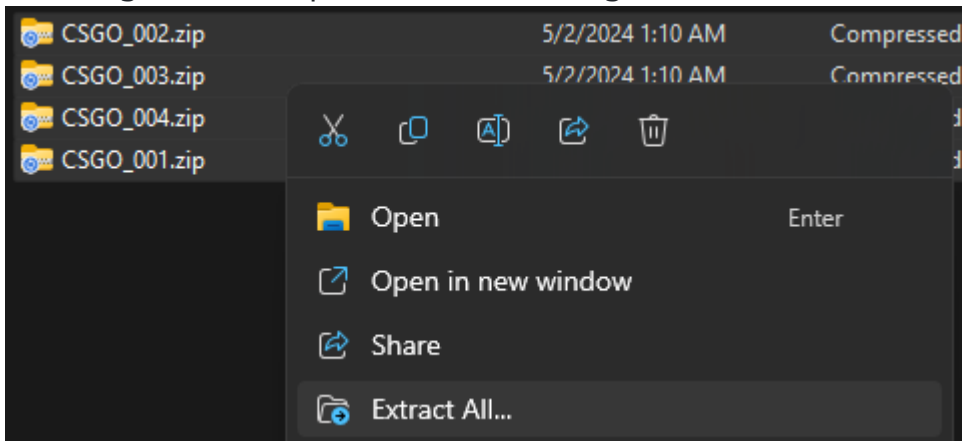 CSGO_002.zip 5/2/2024 1:10 AM Compressed
CSGO_003.zip 5/2/2024 1:10 AM Compressed
CSGO_004.zip
CSGO_001.zip
Open Enter
Open in new window
Share
Extract All...